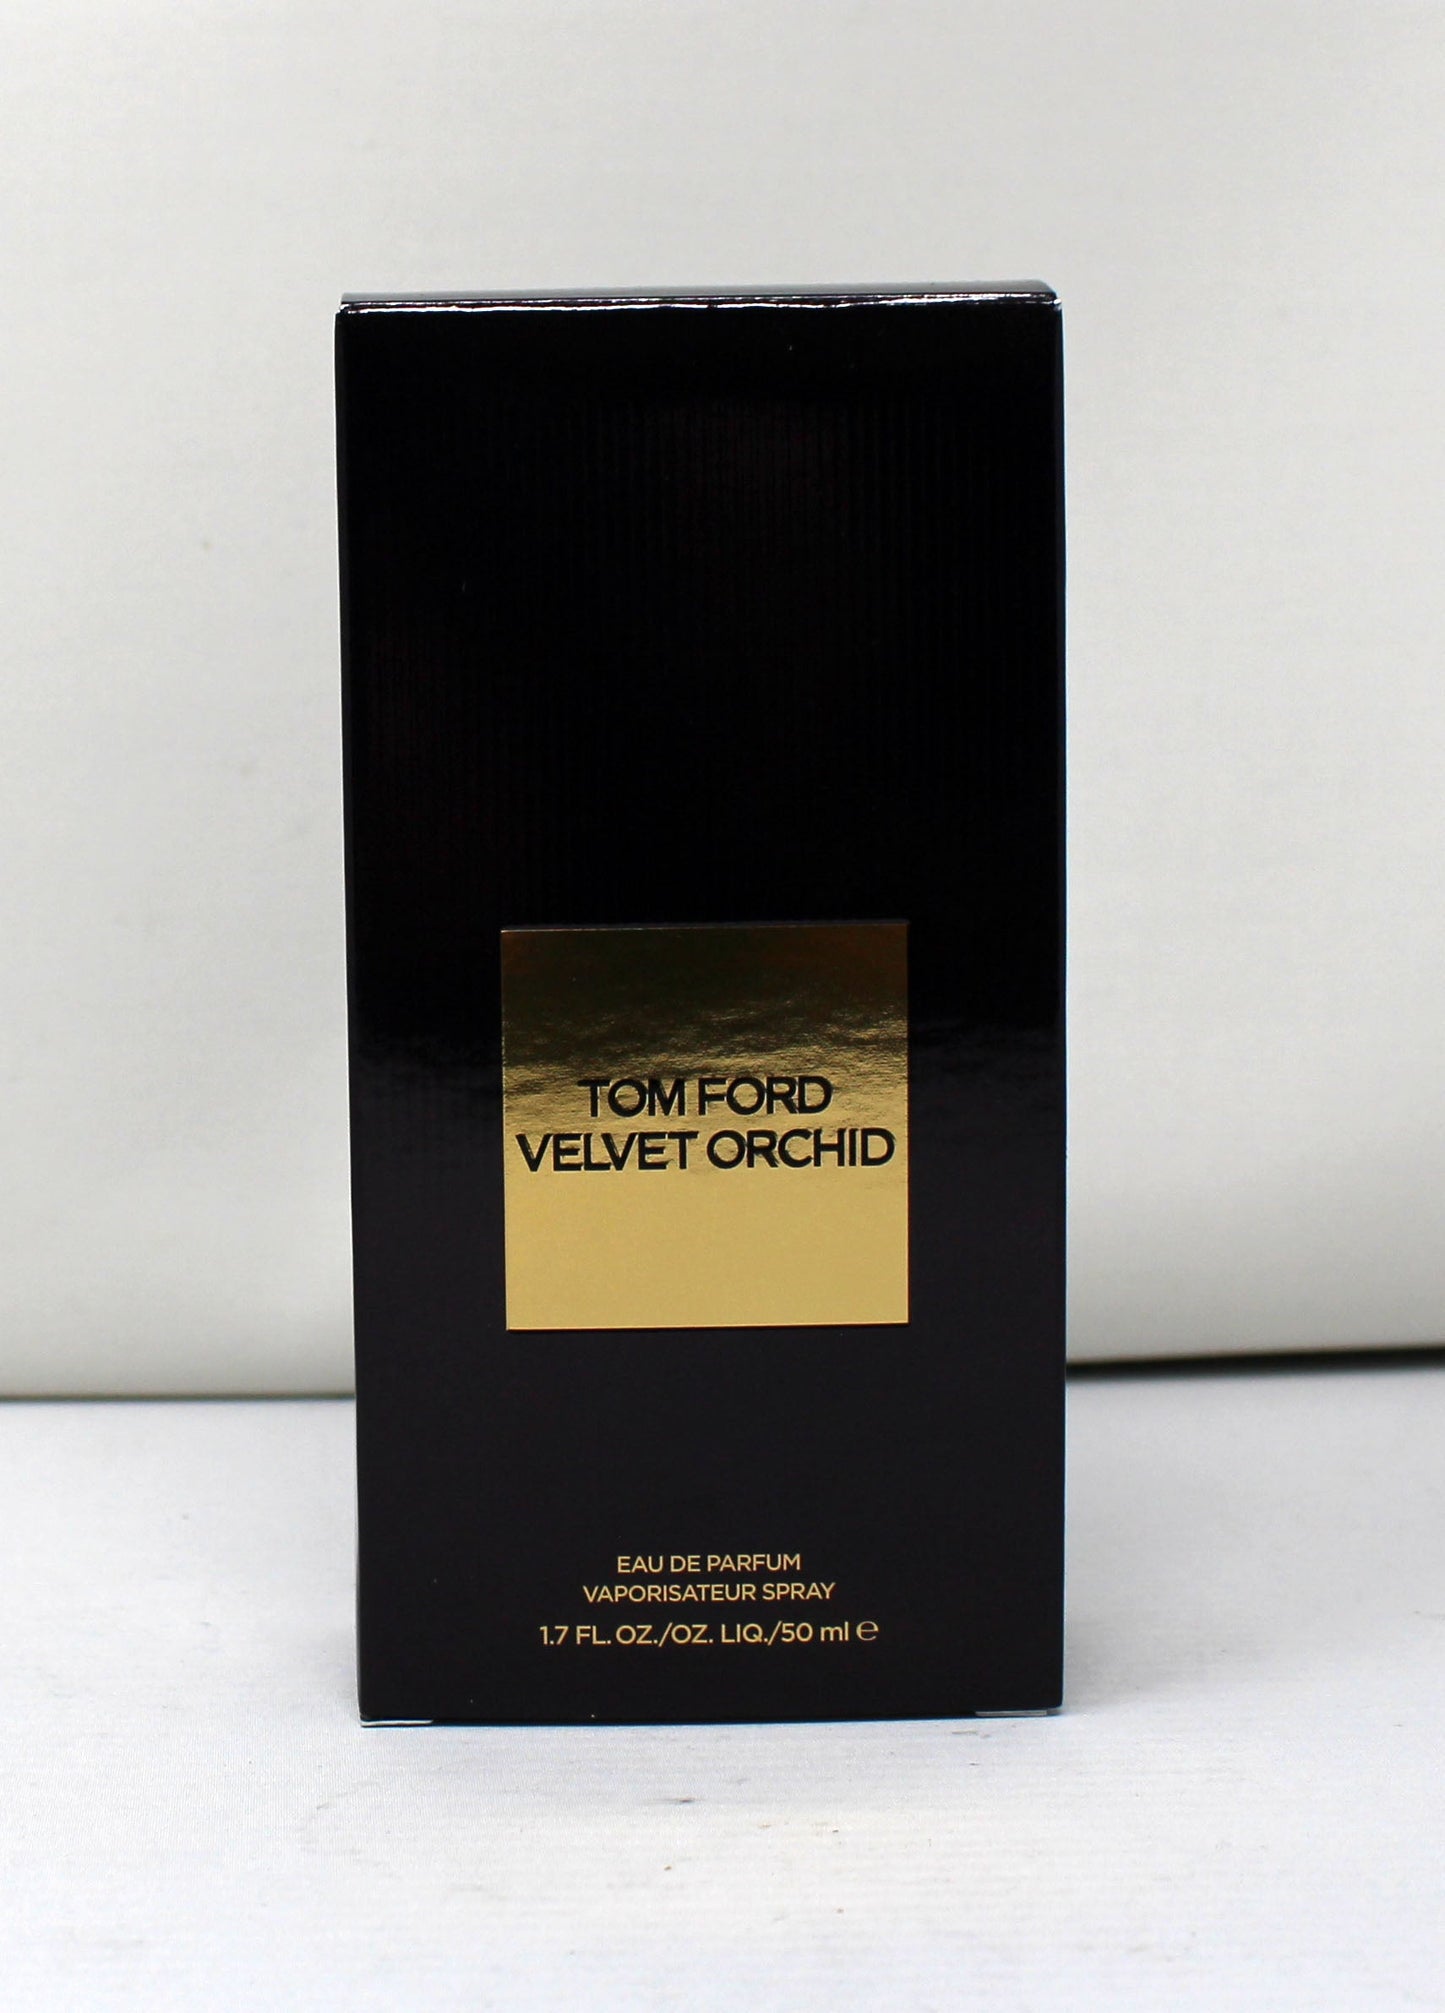 TOM FORD
VELVET ORCHID
EAU DE PARFUM
VAPORISATEUR SPRAY
1.7 FL. OZ./OZ. LIQ./50 ml ℮